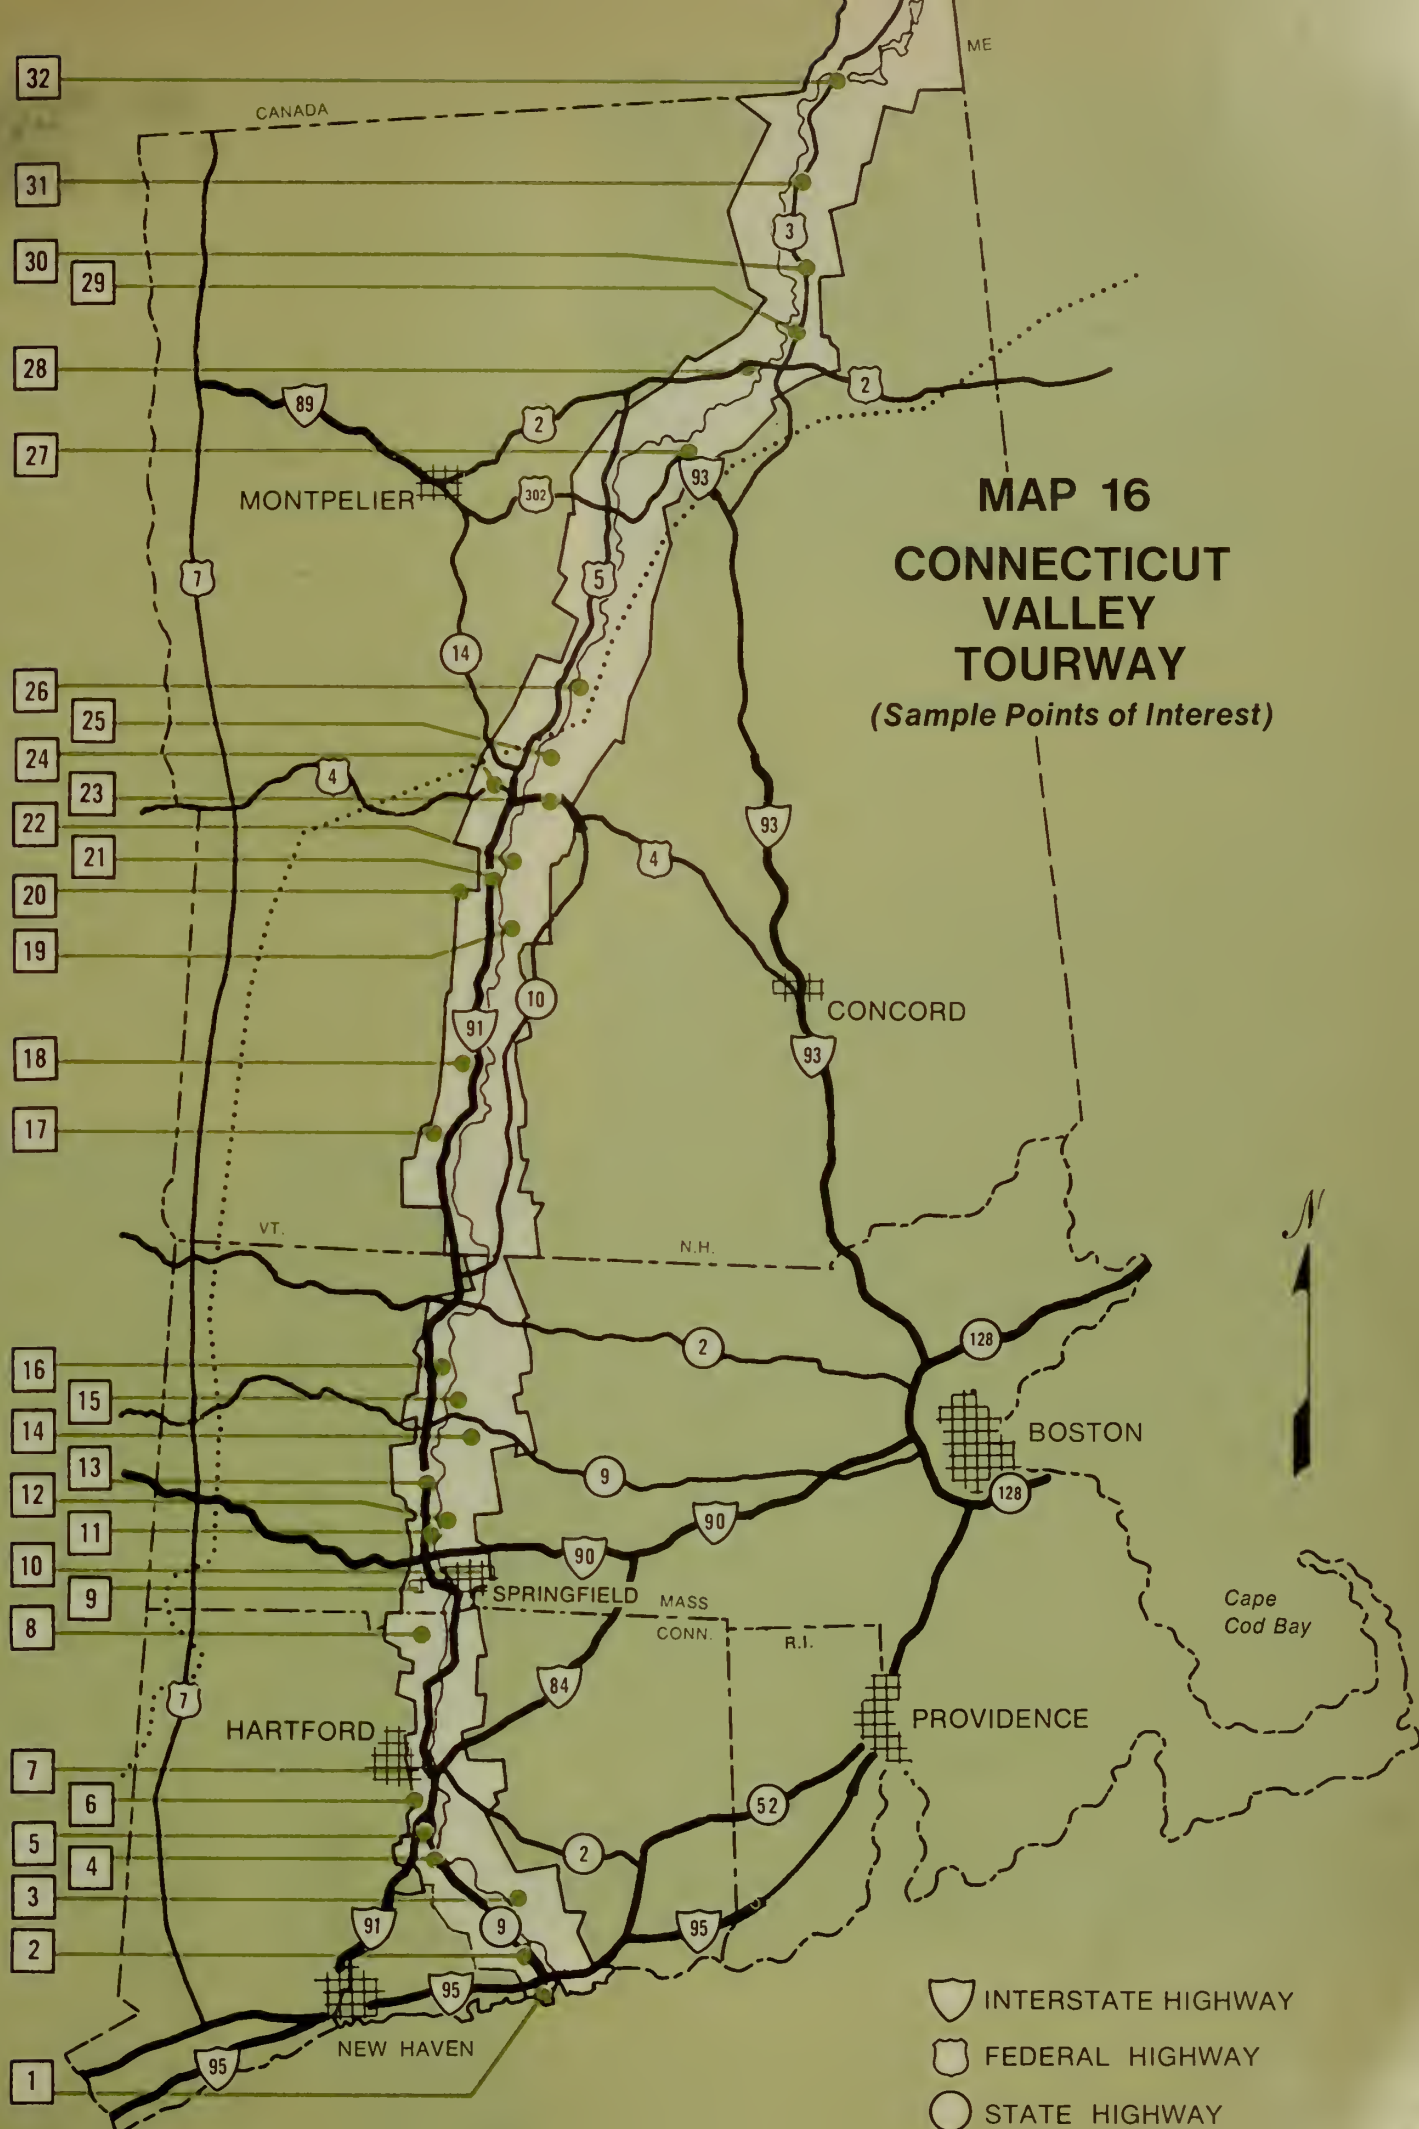 ME
32
CANADA
31
3
30
29
28
2
89
2
27
93
MONTPELIER
302
MAP 16
CONNECTICUT
VALLEY
TOURWAY
(Sample Points of Interest)
7
5
14
26
25
24
4
23
22
93
21
4
20
19
10
CONCORD
91
93
18
17
VT.
N.H.
N
2
128
16
15
14
BOSTON
13
9
12
128
90
11
90
10
9
SPRINGFIELD
MASS
Cape
Cod Bay
8
CONN.
R.I.
84
7
HARTFORD
PROVIDENCE
7
6
52
5
2
4
3
91
9
95
2
95
INTERSTATE HIGHWAY
NEW HAVEN
FEDERAL HIGHWAY
95
1
STATE HIGHWAY